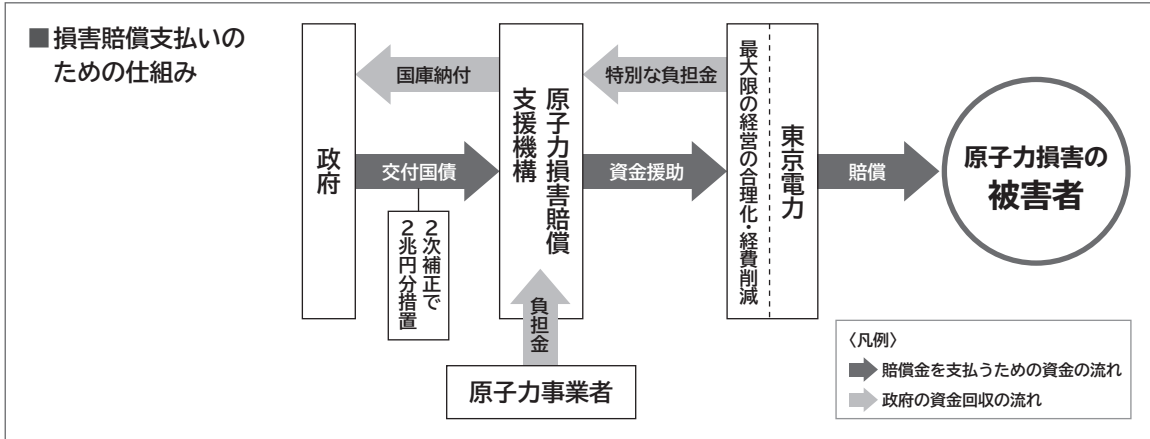 ■損害賠償支払いの
ための仕組み
政府
国庫納付
交付国債
2次補正で
2兆円分措置
原子力損害賠償
支援機構
特別な負担金
資金援助
負担金
原子力事業者
最大限の経営の合理化・経費削減
東京電力
賠償
原子力損害の
被害者
〈凡例〉
賠償金を支払うための資金の流れ
政府の資金回収の流れ